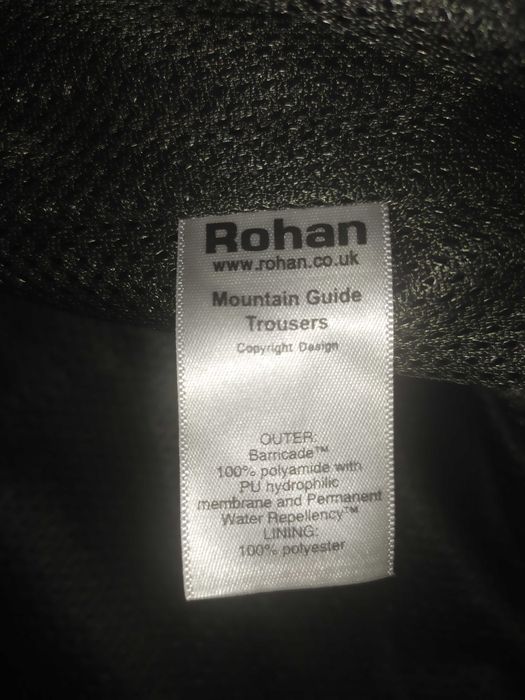 Rohan
www.rohan.co.uk
Mountain Guide
Trousers
Copyright Design
OUTER:
Barricade™
100% polyamide with
PU hydrophilic
membrane and Permanent
Water Repellency™
LINING:
100% polyester